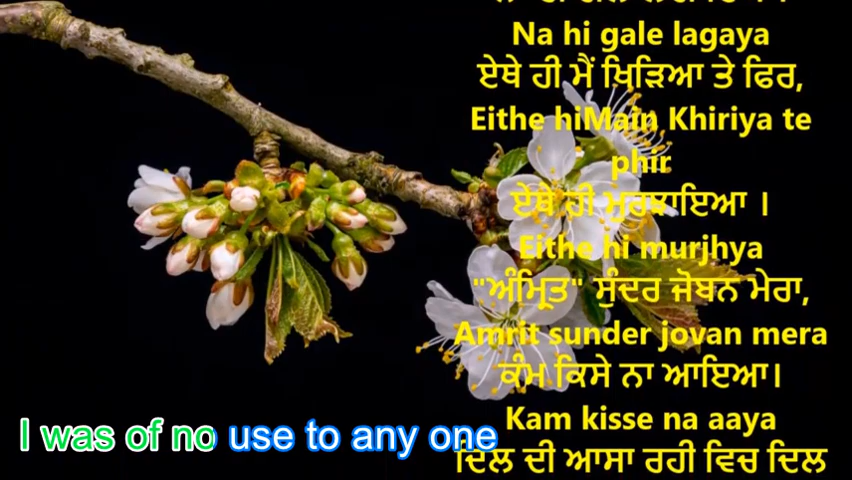 Na hi gale lagaya
ਏਥੇ ਹੀ ਮੈਂ ਖਿੜਿਆ ਤੇ ਫਿਰ,
Eithe hiMain Khiriya te
phir
ਏਥੇ ਹੀ ਮੁਰਝਾਇਆ ।
Eithe hi murjhya
"ਅੰਮ੍ਰਿਤ" ਸੁੰਦਰ ਜੋਬਨ ਮੇਰਾ,
Amrit sunder jovan mera
ਕੰਮ ਕਿਸੇ ਨਾ ਆਇਆ।
Kam kisse na aaya
ਦਿਲ ਦੀ ਆਸਾ ਰਹੀ ਵਿਚ ਦਿਲ
I was of no use to any one